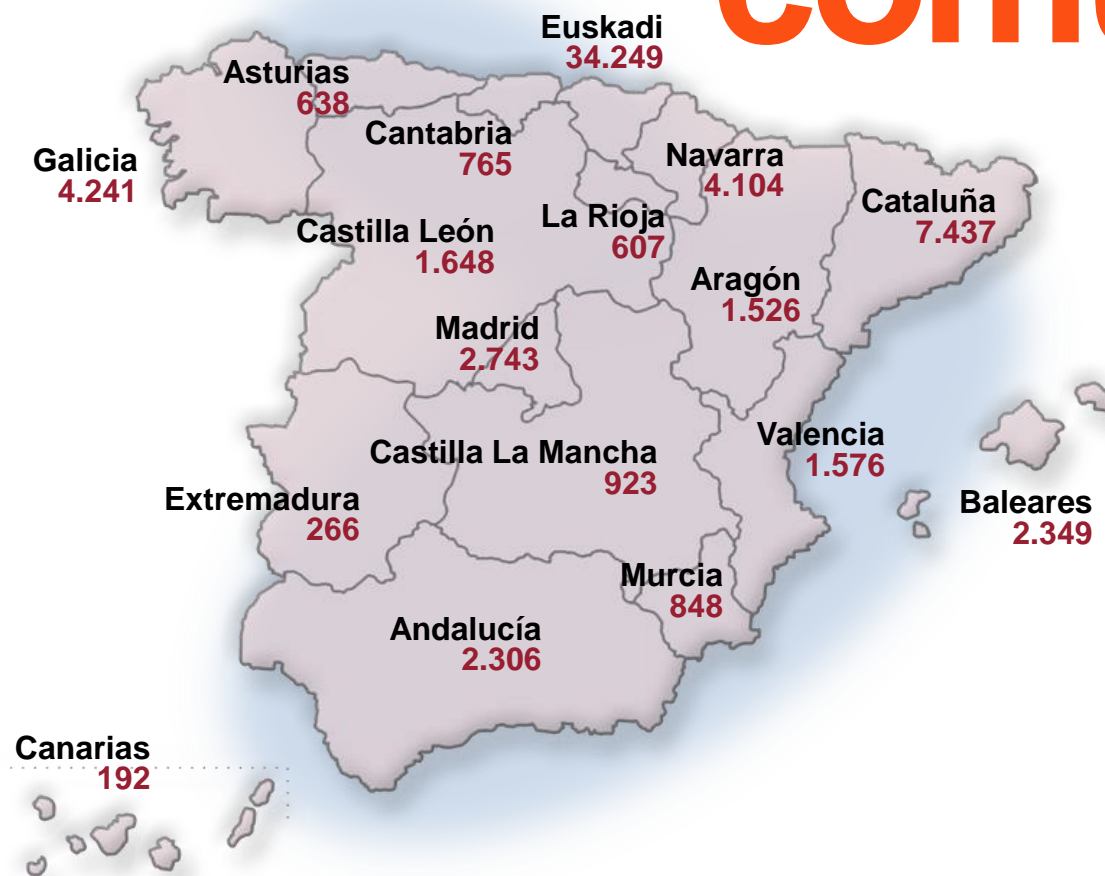 Euskadi
34.249
Asturias
638
Cantabria
765
Galicia
4.241
Navarra
4.104
Cataluña
7.437
La Rioja
607
Castilla León
1.648
Aragón
1.526
Madrid
2.743
Valencia
1.576
Castilla La Mancha
923
Extremadura
266
Baleares
2.349
Murcia
848
Andalucía
2.306
Canarias
192